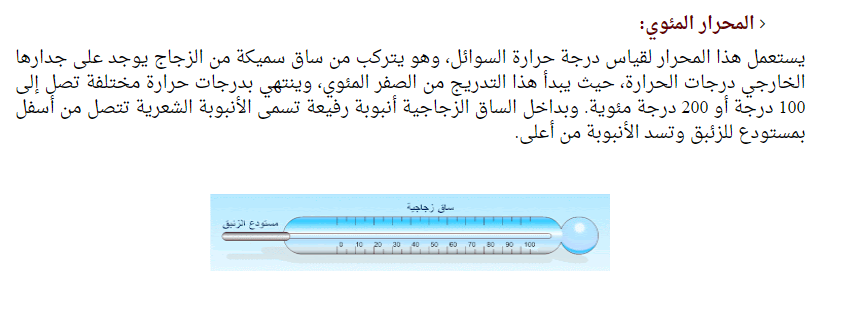 › المحرار المئوي:
يستعمل هذا المحرار لقياس درجة حرارة السوائل، وهو يتركب من ساق سميكة من الزجاج يوجد على جدارها
الخارجي درجات الحرارة، حيث يبدأ هذا التدريج من الصفر المئوي، وينتهي بدرجات حرارة مختلفة تصل إلى
100 درجة أو 200 درجة مئوية. وبداخل الساق الزجاجية أنبوبة رفيعة تسمى الأنبوبة الشعرية تتصل من أسفل
بمستودع للزئبق وتسد الأنبوبة من أعلى.
ساق زجاجية
مستودع الزئبق
0 10 20 30 40 50 60 70 80 90 100